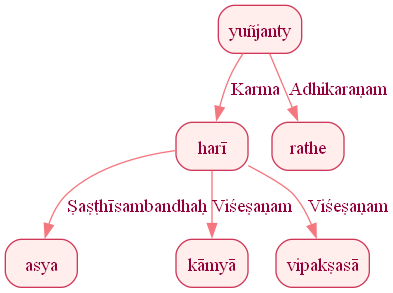 yuñjanty
Karma
Adhikaraṇam
harī
rathe
Ṣaṣṭhīsambandhaḥ
Viśeṣaṇam
Viśeṣaṇam
asya
kāmyā
vipakṣasā